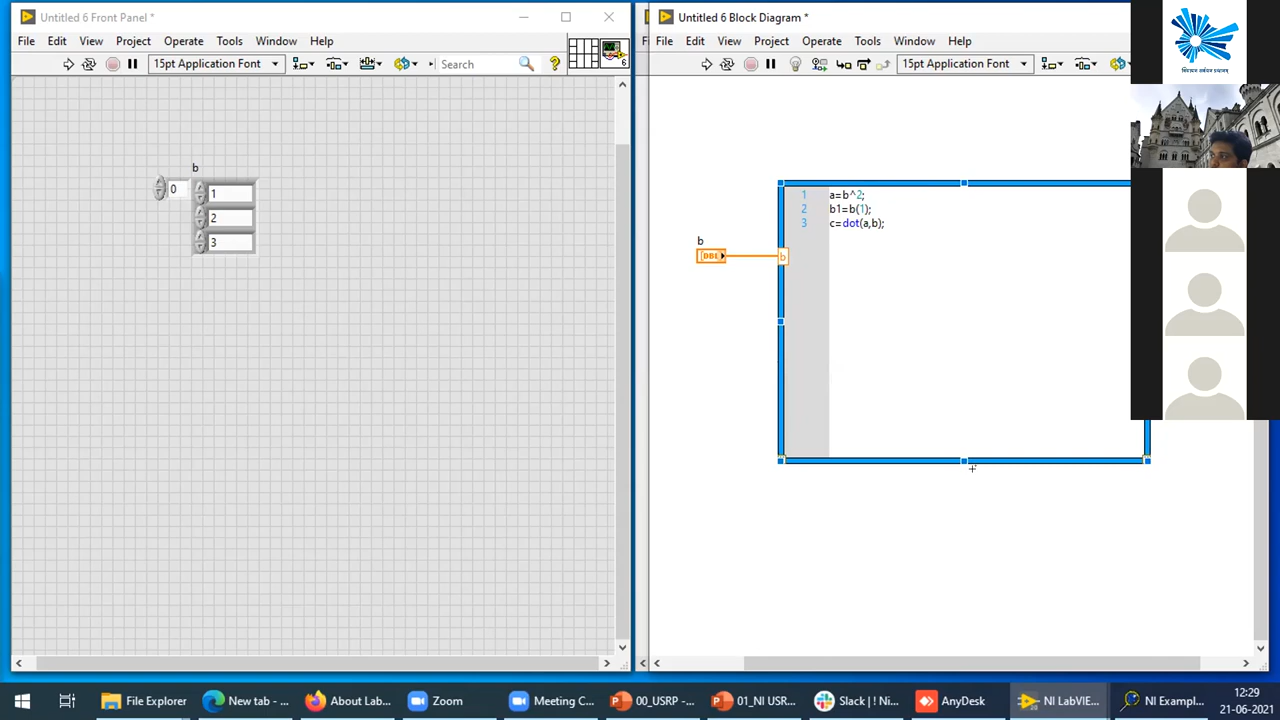 Untitled 6 Front Panel *
File Edit View Project Operate Tools Window Help
15pt Application Font
Search
6
b
0
1
2
3
Untitled 6 Block Diagram *
File Edit View Project Operate Tools Window Help
15pt Application Font
1 a=b^2;
2 b1=b(1);
3 c=dot(a,b);
b
DBL
b
File Explorer
New tab - ...
About Lab...
Zoom
Meeting C...
00_USRP -...
01_NI USR...
Slack | ! Ni...
AnyDesk
NI LabVIE...
NI Exampl...
12:29
21-06-2021